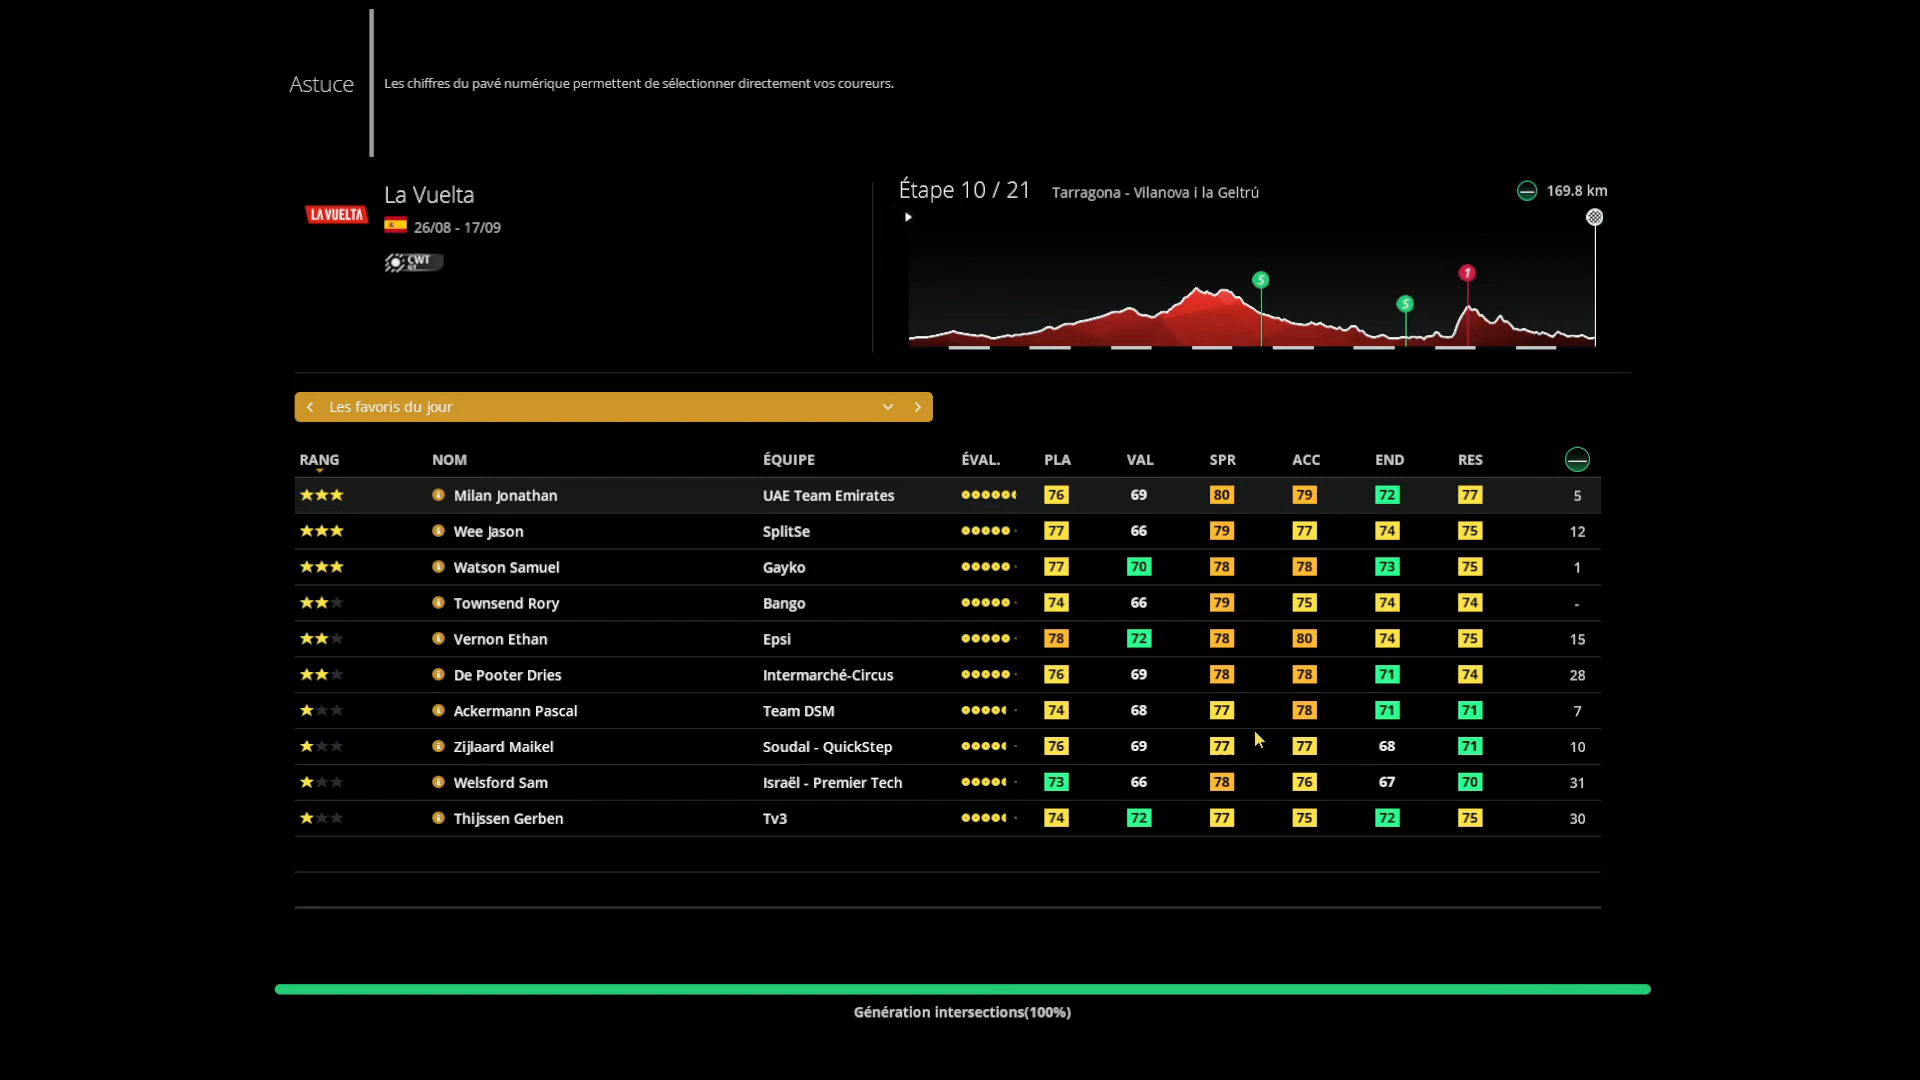 Astuce
Les chiffres du pavé numérique permettent de sélectionner directement vos coureurs.
LA VUELTA
La Vuelta
26/08 - 17/09
CWT
GT
Étape 10 / 21 Tarragona - Vilanova i la Geltrú 169.8 km
S
S
1
Les favoris du jour
RANG NOM ÉQUIPE ÉVAL. PLA VAL SPR ACC END RES
Milan Jonathan UAE Team Emirates 76 69 80 79 72 77 5
Wee Jason SplitSe 77 66 79 77 74 75 12
Watson Samuel Gayko 77 70 78 78 73 75 1
Townsend Rory Bango 74 66 79 75 74 74 -
Vernon Ethan Epsi 78 72 78 80 74 75 15
De Pooter Dries Intermarché-Circus 76 69 78 78 71 74 28
Ackermann Pascal Team DSM 74 68 77 78 71 71 7
Zijlaard Maikel Soudal - QuickStep 76 69 77 77 68 71 10
Welsford Sam Israël - Premier Tech 73 66 78 76 67 70 31
Thijssen Gerben Tv3 74 72 77 75 72 75 30
Génération intersections(100%)